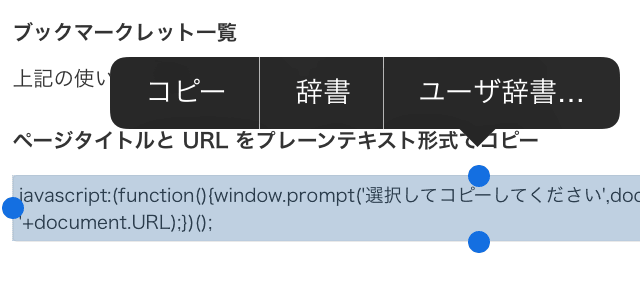 ブックマークレット一覧
上記の使い
コピー 辞書 ユーザ辞書...
ページタイトルと URL をプレーンテキスト形式でコピー
javascript:(function(){window.prompt('選択してコピーしてください',doc
'+document.URL);})();